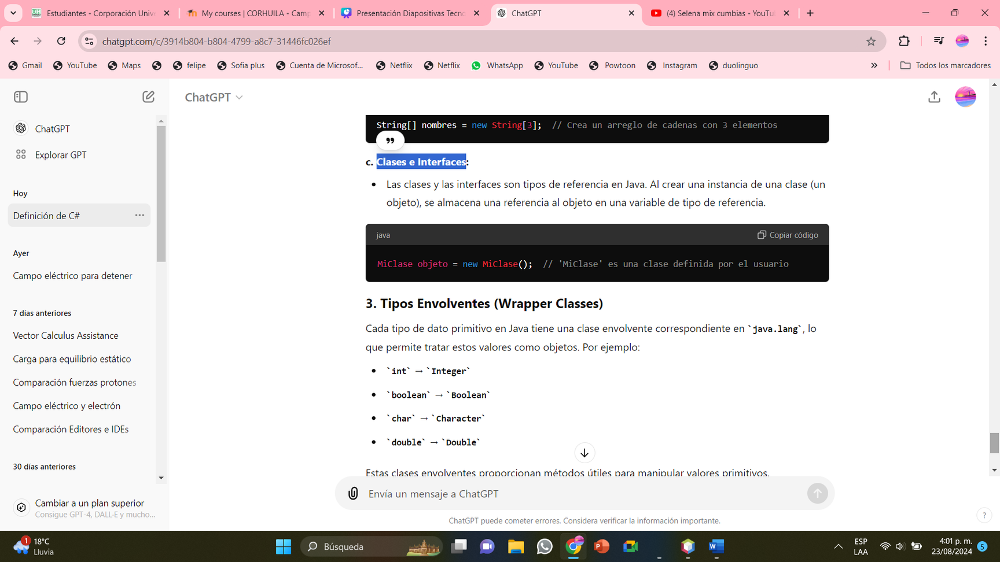 Estudiantes - Corporación Unive
My courses | CORHUILA - Camp
Presentación Diapositivas Tecno
ChatGPT
(4) Selena mix cumbias - YouTu
chatgpt.com/c/3914b804-b804-4799-a8c7-31446fc026ef
Gmail
YouTube
Maps
felipe
Sofia plus
Cuenta de Microsof...
Netflix
Netflix
WhatsApp
YouTube
Powtoon
Instagram
duolinguo
»
Todos los marcadores
ChatGPT
ChatGPT
Explorar GPT
Hoy
Definición de C#
Ayer
Campo eléctrico para detener
7 días anteriores
Vector Calculus Assistance
Carga para equilibrio estático
Comparación fuerzas protones
Campo eléctrico y electrón
Comparación Editores e IDEs
30 días anteriores
Cambiar a un plan superior
Consigue GPT-4, DALL·E y mucho...
String[] nombres = new String[3];  // Crea un arreglo de cadenas con 3 elementos
c. Clases e Interfaces:
• Las clases y las interfaces son tipos de referencia en Java. Al crear una instancia de una clase (un
objeto), se almacena una referencia al objeto en una variable de tipo de referencia.
java
Copiar código
MiClase objeto = new MiClase();  // 'MiClase' es una clase definida por el usuario
3. Tipos Envolventes (Wrapper Classes)
Cada tipo de dato primitivo en Java tiene una clase envolvente correspondiente en `java.lang`, lo
que permite tratar estos valores como objetos. Por ejemplo:
• `int` → `Integer`
• `boolean` → `Boolean`
• `char` → `Character`
• `double` → `Double`
Estas clases envolventes proporcionan métodos útiles para manipular valores primitivos.
Envía un mensaje a ChatGPT
ChatGPT puede cometer errores. Considera verificar la información importante.
?
1
18°C
Lluvia
Búsqueda
ESP
LAA
4:01 p. m.
23/08/2024
5